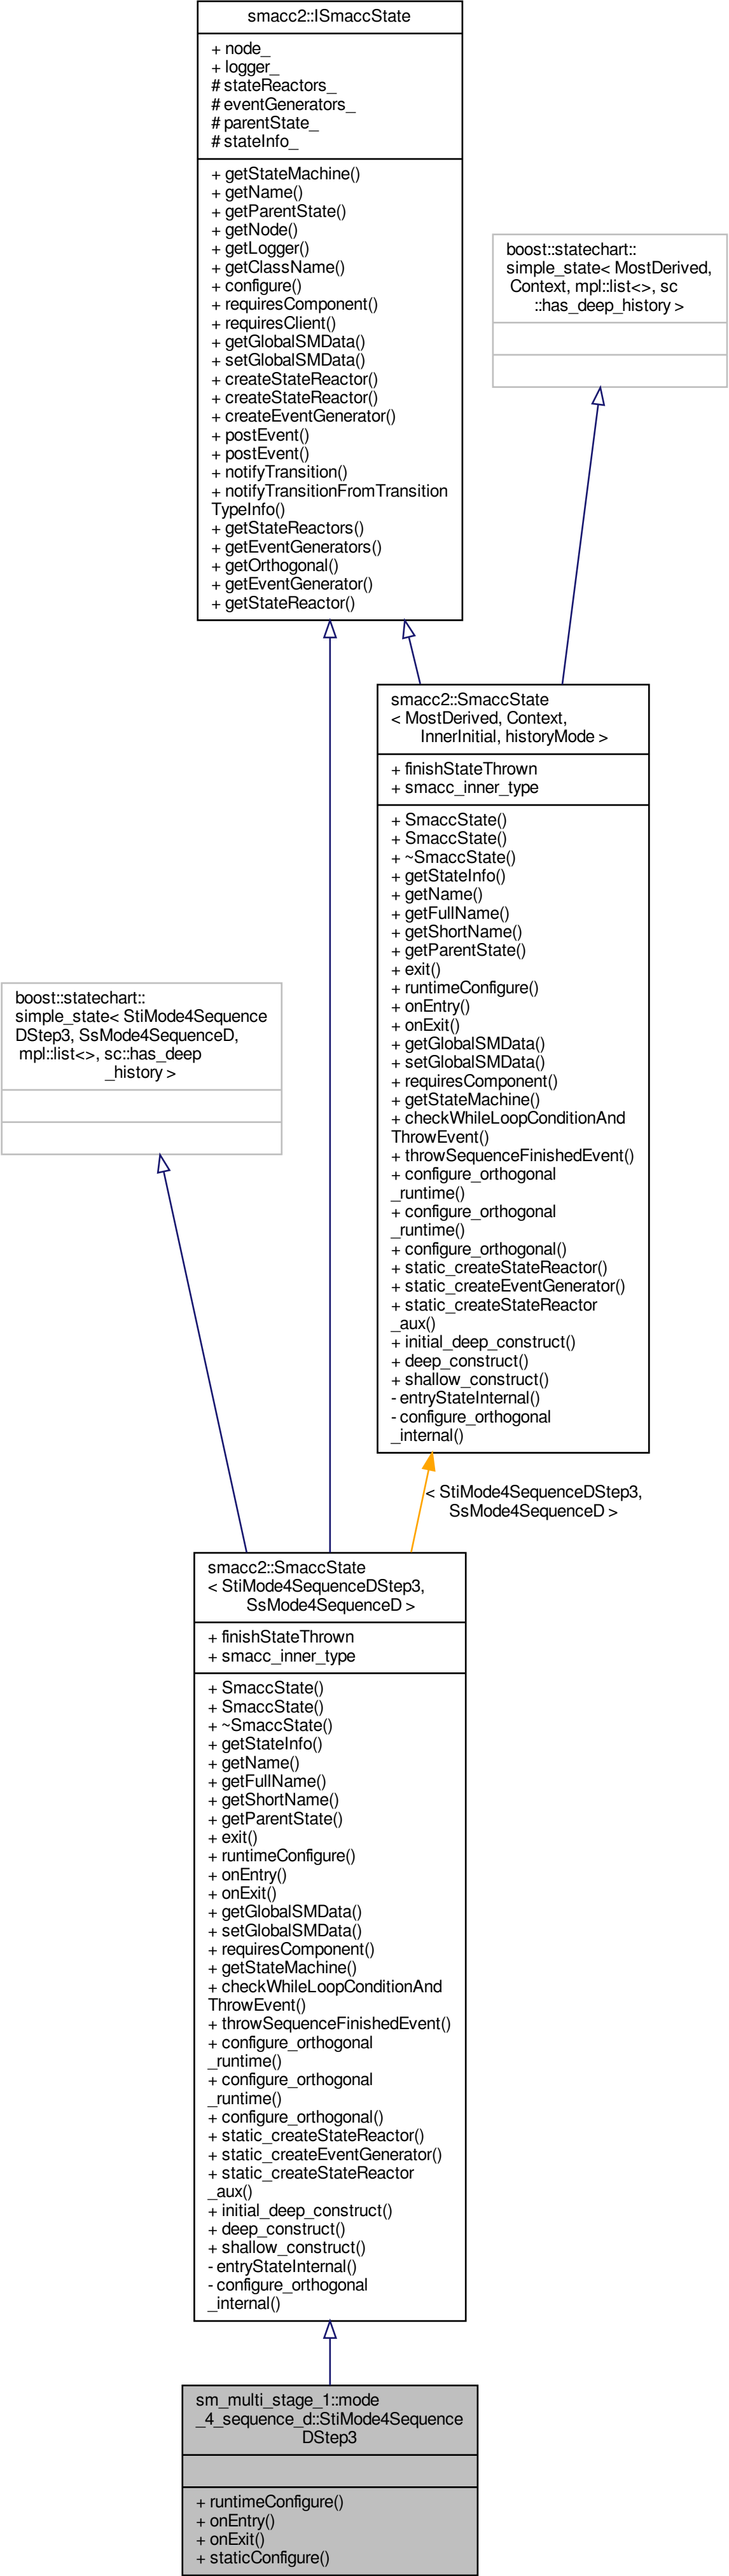 smacc2::ISmaccState
+ node_
+ logger_
# stateReactors_
# eventGenerators_
# parentState_
# stateInfo_
+ getStateMachine()
+ getName()
+ getParentState()
+ getNode()
+ getLogger()
+ getClassName()
+ configure()
+ requiresComponent()
+ requiresClient()
+ getGlobalSMData()
+ setGlobalSMData()
+ createStateReactor()
+ createStateReactor()
+ createEventGenerator()
+ postEvent()
+ postEvent()
+ notifyTransition()
+ notifyTransitionFromTransition
TypeInfo()
+ getStateReactors()
+ getEventGenerators()
+ getOrthogonal()
+ getEventGenerator()
+ getStateReactor()
boost::statechart::
simple_state< MostDerived,
Context, mpl::list<>, sc
::has_deep_history >
smacc2::SmaccState
< MostDerived, Context,
InnerInitial, historyMode >
+ finishStateThrown
+ smacc_inner_type
+ SmaccState()
+ SmaccState()
+ ~SmaccState()
+ getStateInfo()
+ getName()
+ getFullName()
+ getShortName()
+ getParentState()
+ exit()
+ runtimeConfigure()
+ onEntry()
+ onExit()
+ getGlobalSMData()
+ setGlobalSMData()
+ requiresComponent()
+ getStateMachine()
+ checkWhileLoopConditionAnd
ThrowEvent()
+ throwSequenceFinishedEvent()
+ configure_orthogonal
_runtime()
+ configure_orthogonal
_runtime()
+ configure_orthogonal()
+ static_createStateReactor()
+ static_createEventGenerator()
+ static_createStateReactor
_aux()
+ initial_deep_construct()
+ deep_construct()
+ shallow_construct()
- entryStateInternal()
- configure_orthogonal
_internal()
boost::statechart::
simple_state< StiMode4Sequence
DStep3, SsMode4SequenceD,
mpl::list<>, sc::has_deep
_history >
< StiMode4SequenceDStep3,
SsMode4SequenceD >
smacc2::SmaccState
< StiMode4SequenceDStep3,
SsMode4SequenceD >
+ finishStateThrown
+ smacc_inner_type
+ SmaccState()
+ SmaccState()
+ ~SmaccState()
+ getStateInfo()
+ getName()
+ getFullName()
+ getShortName()
+ getParentState()
+ exit()
+ runtimeConfigure()
+ onEntry()
+ onExit()
+ getGlobalSMData()
+ setGlobalSMData()
+ requiresComponent()
+ getStateMachine()
+ checkWhileLoopConditionAnd
ThrowEvent()
+ throwSequenceFinishedEvent()
+ configure_orthogonal
_runtime()
+ configure_orthogonal
_runtime()
+ configure_orthogonal()
+ static_createStateReactor()
+ static_createEventGenerator()
+ static_createStateReactor
_aux()
+ initial_deep_construct()
+ deep_construct()
+ shallow_construct()
- entryStateInternal()
- configure_orthogonal
_internal()
sm_multi_stage_1::mode
_4_sequence_d::StiMode4Sequence
DStep3
+ runtimeConfigure()
+ onEntry()
+ onExit()
+ staticConfigure()